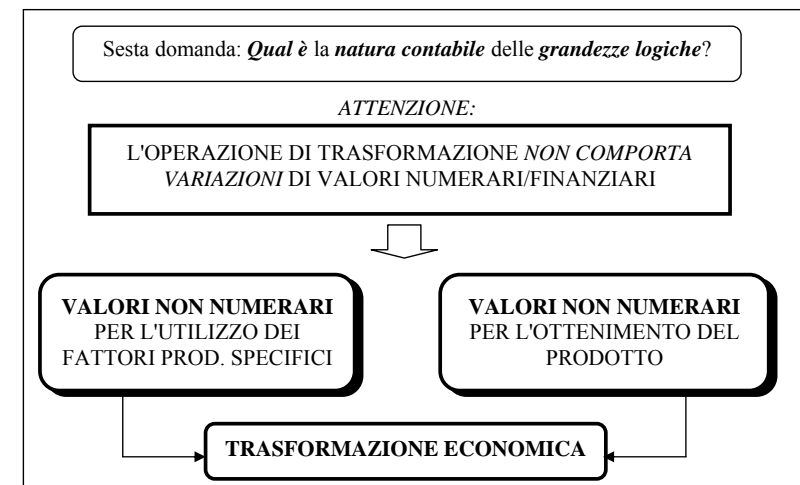 Sesta domanda: Qual è la natura contabile delle grandezze logiche?
ATTENZIONE:
L'OPERAZIONE DI TRASFORMAZIONE NON COMPORTA
VARIAZIONI DI VALORI NUMERARI/FINANZIARI
VALORI NON NUMERARI
PER L'UTILIZZO DEI
FATTORI PROD. SPECIFICI
VALORI NON NUMERARI
PER L'OTTENIMENTO DEL
PRODOTTO
TRASFORMAZIONE ECONOMICA